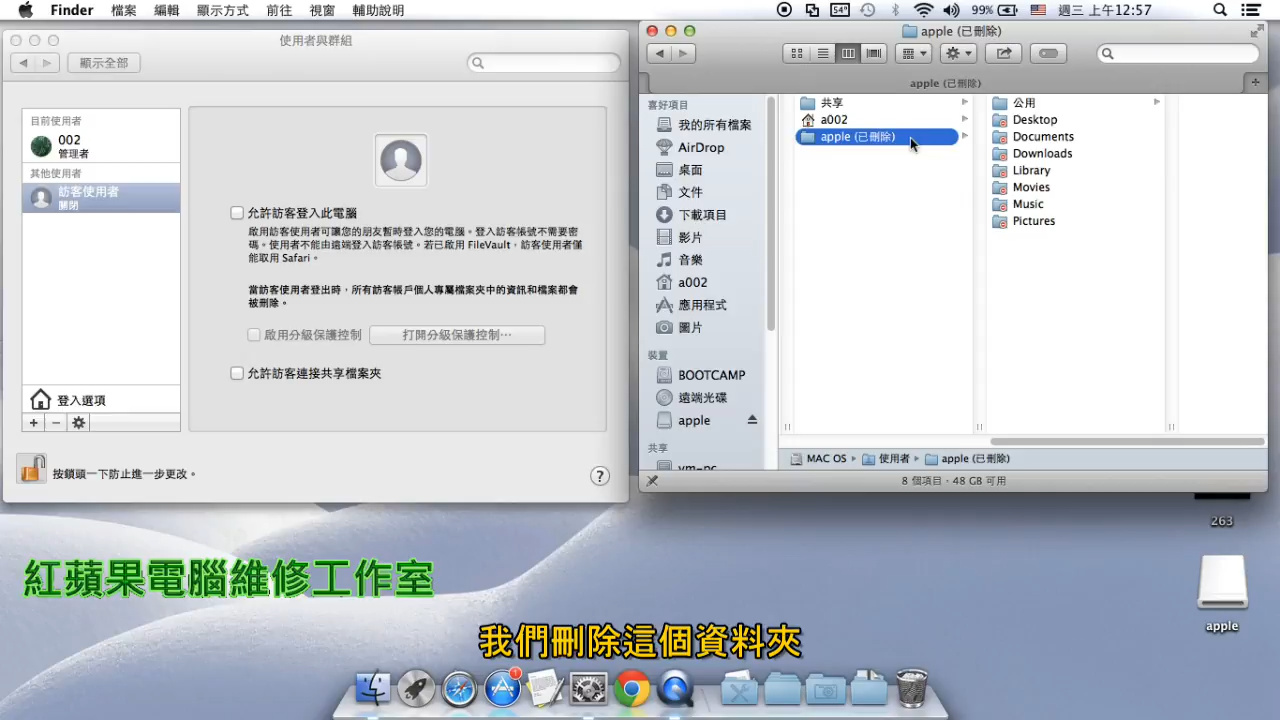 Finder 檔案 編輯 顯示方式 前往 視窗 輔助說明
54° 99% 週三 上午12:57
使用者與群組
顯示全部
目前使用者
002
管理者
其他使用者
訪客使用者
關閉
登入選項
允許訪客登入此電腦
啟用訪客使用者可讓您的朋友暫時登入您的電腦。登入訪客帳號不需要密
碼。使用者不能由遠端登入訪客帳號。若已啟用 FileVault，訪客使用者僅
能取用 Safari。
當訪客使用者登出時，所有訪客帳戶個人專屬檔案夾中的資訊和檔案都會
被刪除。
啟用分級保護控制 打開分級保護控制⋯
允許訪客連接共享檔案夾
按鎖頭一下防止進一步更改。
?
apple (已刪除)
apple (已刪除)
喜好項目
我的所有檔案
AirDrop
桌面
文件
下載項目
影片
音樂
a002
應用程式
圖片
裝置
BOOTCAMP
遠端光碟
apple
共享
vm-pc
共享
a002
apple (已刪除)
公用
Desktop
Documents
Downloads
Library
Movies
Music
Pictures
MAC OS 使用者 apple (已刪除)
8 個項目，48 GB 可用
263
apple
紅蘋果電腦維修工作室
我們刪除這個資料夾
1